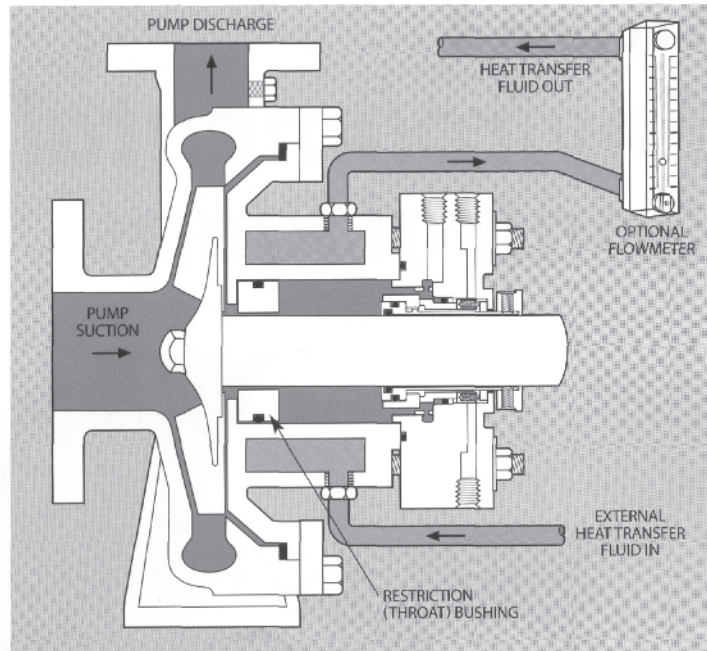 PUMP DISCHARGE
HEAT TRANSFER
FLUID OUT
OPTIONAL
FLOWMETER
PUMP
SUCTION
EXTERNAL
HEAT TRANSFER
FLUID IN
RESTRICTION
(THROAT) BUSHING